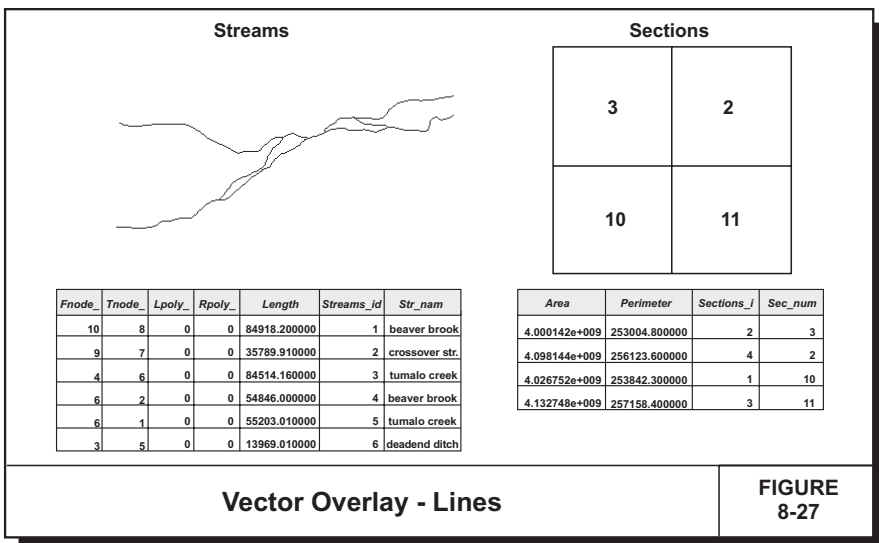 Streams
Sections
3 2
10 11
Fnode_ Tnode_ Lpoly_ Rpoly_ Length Streams_id Str_nam
10 8 0 0 84918.200000 1 beaver brook
9 7 0 0 35789.910000 2 crossover str.
4 6 0 0 84514.160000 3 tumalo creek
6 2 0 0 54846.000000 4 beaver brook
6 1 0 0 55203.010000 5 tumalo creek
3 5 0 0 13969.010000 6 deadend ditch
Area Perimeter Sections_i Sec_num
4.000142e+009 253004.800000 2 3
4.098144e+009 256123.600000 4 2
4.026752e+009 253842.300000 1 10
4.132748e+009 257158.400000 3 11
Vector Overlay - Lines
FIGURE
8-27